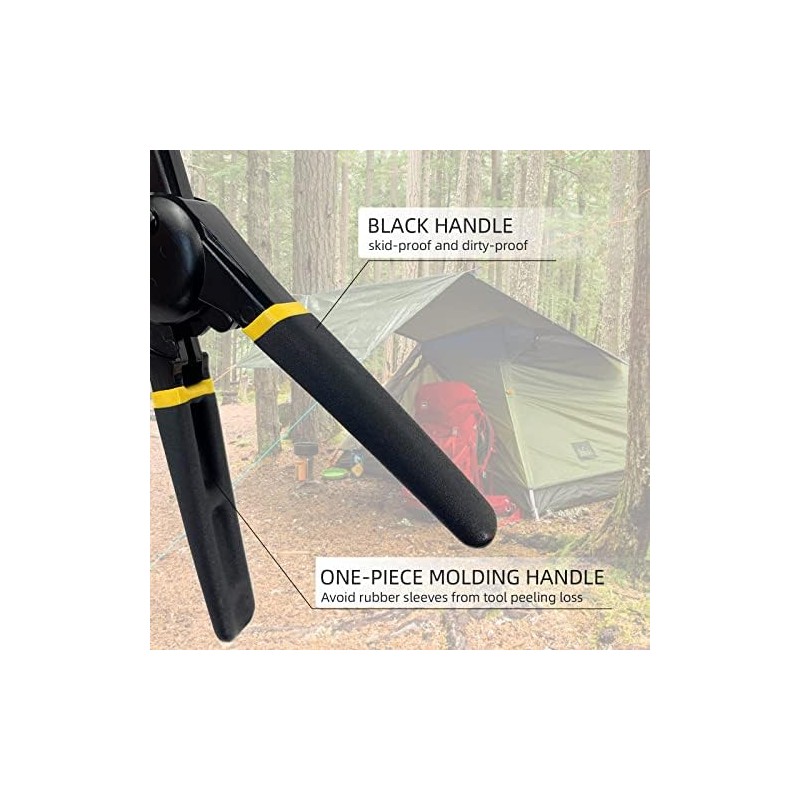 BLACK HANDLE
skid-proof and dirty-proof
ONE-PIECE MOLDING HANDLE
Avoid rubber sleeves from tool peeling loss